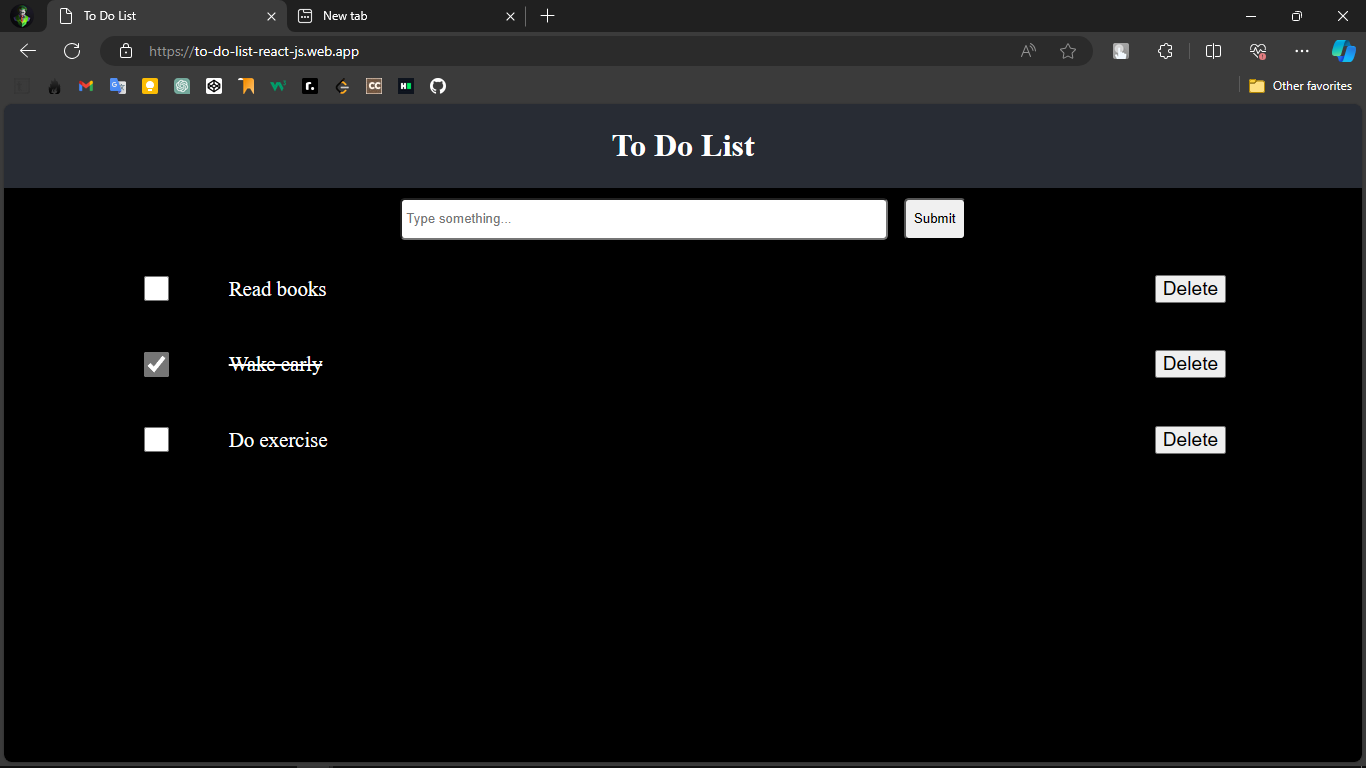 To Do List
New tab
https://to-do-list-react-js.web.app
Other favorites
To Do List
Type something...
Submit
Read books
Delete
Wake early
Delete
Do exercise
Delete